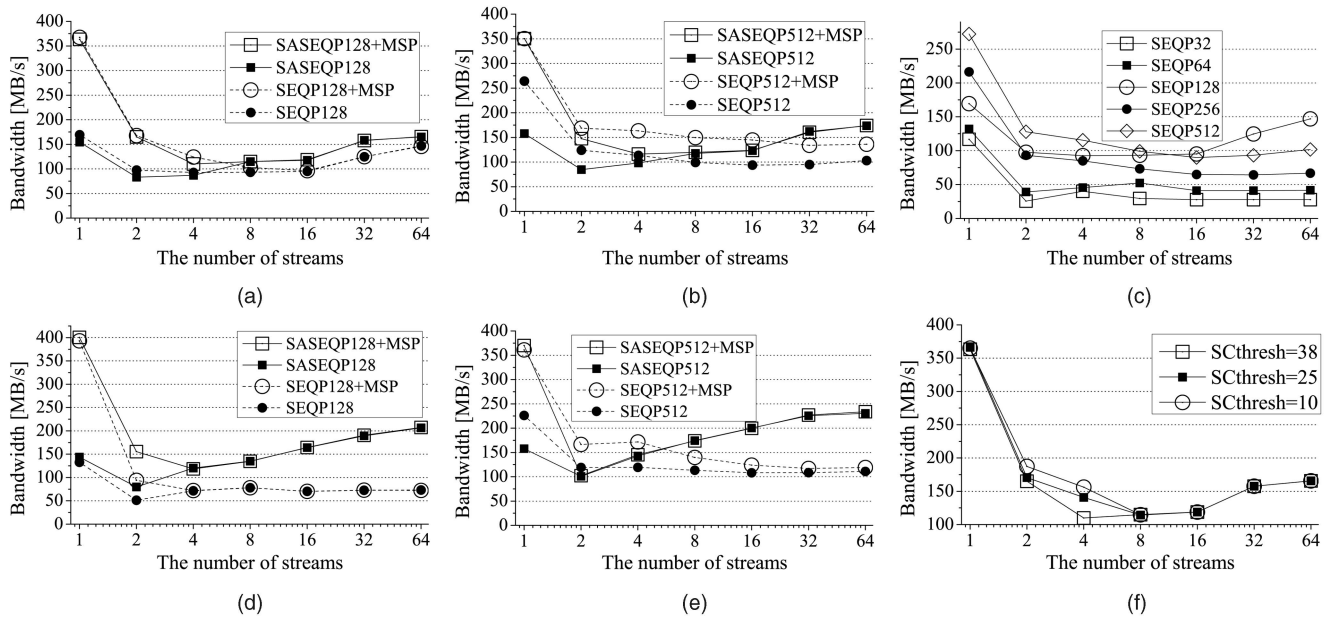 400
350
300
250
200
150
100
50
0
Bandwidth [MB/s]
SASEQP128+MSP
SASEQP128
SEQP128+MSP
SEQP128
1 2 4 8 16 32 64
The number of streams
(a)
400
350
300
250
200
150
100
50
0
Bandwidth [MB/s]
SASEQP512+MSP
SASEQP512
SEQP512+MSP
SEQP512
1 2 4 8 16 32 64
The number of streams
(b)
250
200
150
100
50
0
Bandwidth [MB/s]
SEQP32
SEQP64
SEQP128
SEQP256
SEQP512
1 2 4 8 16 32 64
The number of streams
(c)
400
350
300
250
200
150
100
50
0
Bandwidth [MB/s]
SASEQP128+MSP
SASEQP128
SEQP128+MSP
SEQP128
1 2 4 8 16 32 64
The number of streams
(d)
400
350
300
250
200
150
100
50
0
Bandwidth [MB/s]
SASEQP512+MSP
SASEQP512
SEQP512+MSP
SEQP512
1 2 4 8 16 32 64
The number of streams
(e)
400
350
300
250
200
150
100
Bandwidth [MB/s]
SCthresh=38
SCthresh=25
SCthresh=10
1 2 4 8 16 32 64
The number of streams
(f)